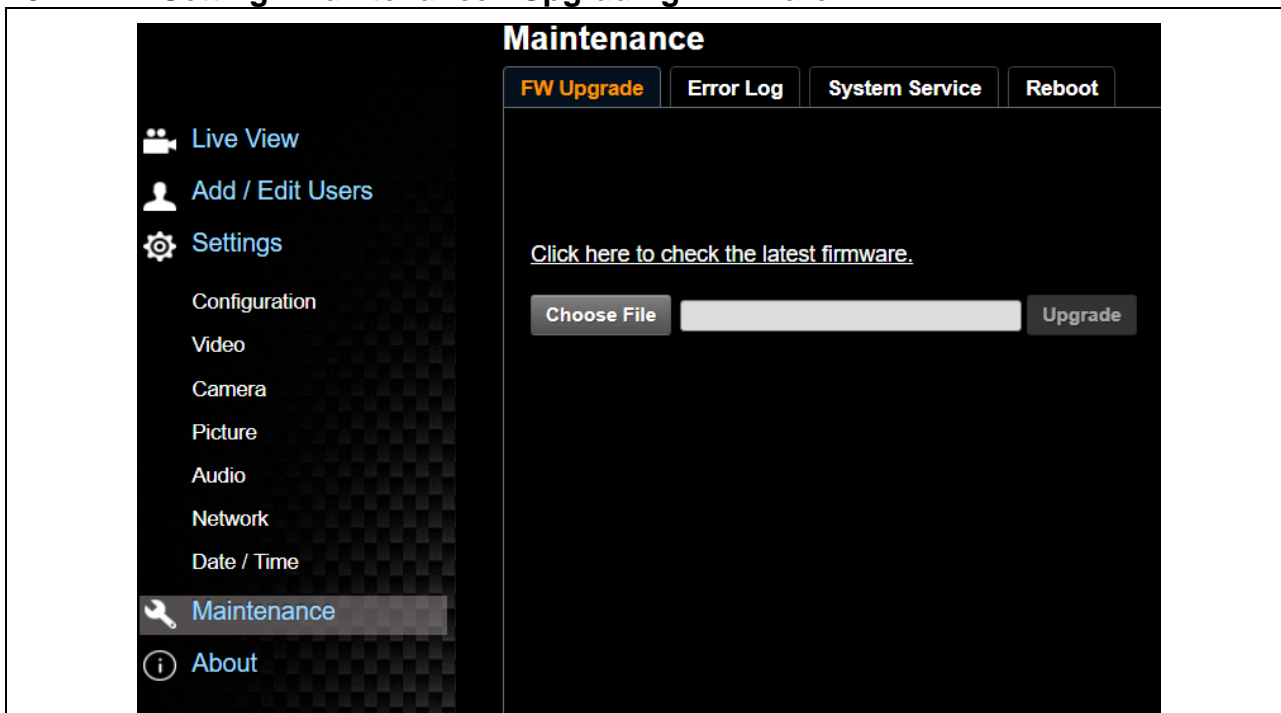 Maintenance
FW Upgrade Error Log System Service Reboot
Live View
Add / Edit Users
Settings
Configuration
Video
Camera
Picture
Audio
Network
Date / Time
Maintenance
About
Click here to check the latest firmware.
Choose File Upgrade